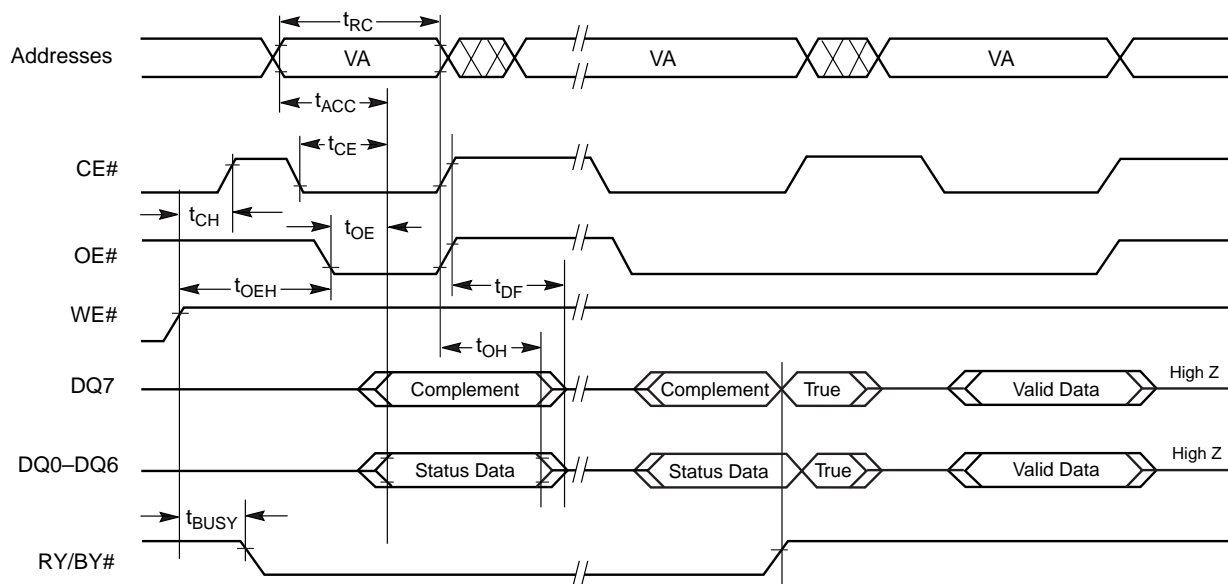 tRC
Addresses VA VA VA
tACC
tCE
CE#
tCH tOE
OE#
tOEH tDF
WE#
tOH
DQ7 Complement Complement True Valid Data High Z
DQ0–DQ6 Status Data Status Data True Valid Data High Z
tBUSY
RY/BY#